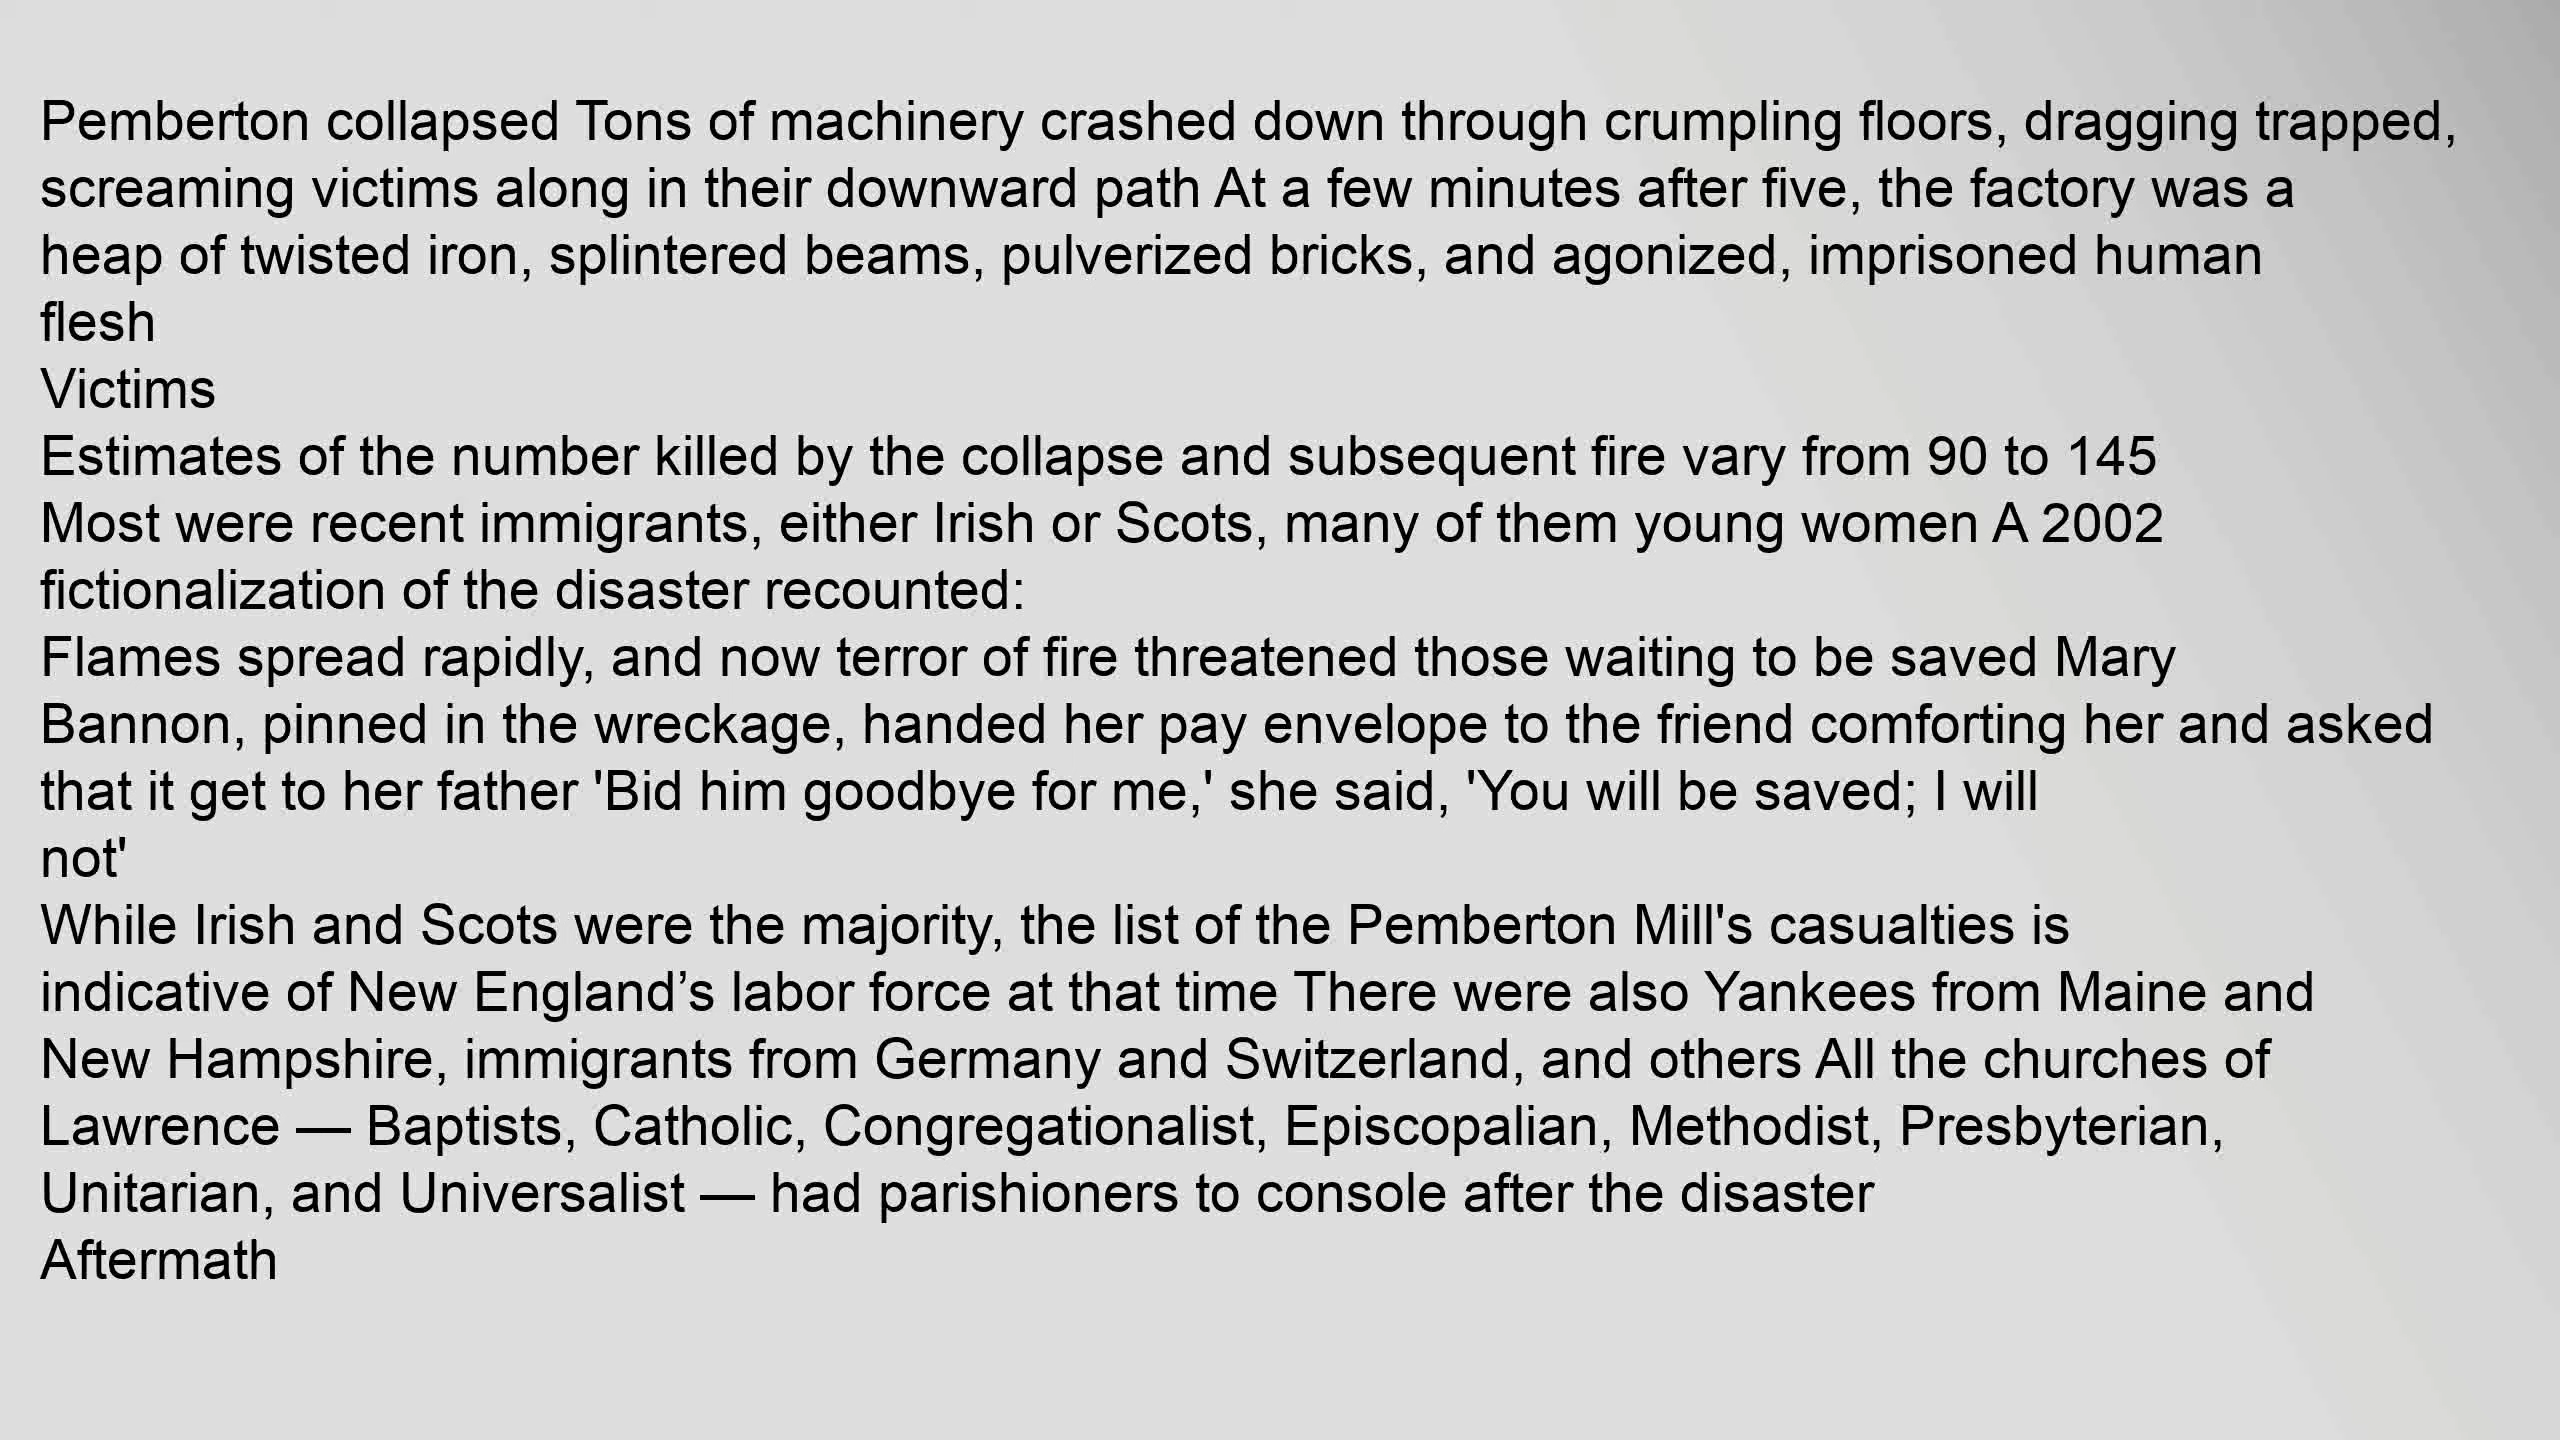 Pemberton collapsed Tons of machinery crashed down through crumpling floors, dragging trapped,
screaming victims along in their downward path At a few minutes after five, the factory was a
heap of twisted iron, splintered beams, pulverized bricks, and agonized, imprisoned human
flesh
Victims
Estimates of the number killed by the collapse and subsequent fire vary from 90 to 145
Most were recent immigrants, either Irish or Scots, many of them young women A 2002
fictionalization of the disaster recounted:
Flames spread rapidly, and now terror of fire threatened those waiting to be saved Mary
Bannon, pinned in the wreckage, handed her pay envelope to the friend comforting her and asked
that it get to her father 'Bid him goodbye for me,' she said, 'You will be saved; I will
not'
While Irish and Scots were the majority, the list of the Pemberton Mill's casualties is
indicative of New England’s labor force at that time There were also Yankees from Maine and
New Hampshire, immigrants from Germany and Switzerland, and others All the churches of
Lawrence — Baptists, Catholic, Congregationalist, Episcopalian, Methodist, Presbyterian,
Unitarian, and Universalist — had parishioners to console after the disaster
Aftermath